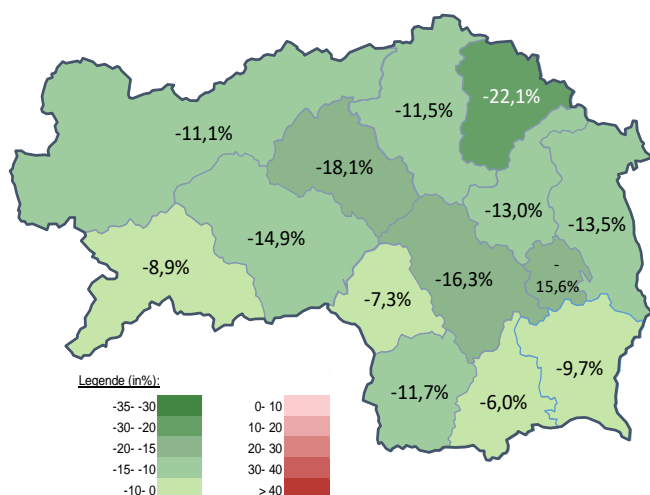 -22,1%
-11,5%
-11,1%
-18,1%
-13,0%
-13,5%
-14,9%
-8,9%
-16,3%
-
15,6%
-7,3%
-9,7%
-11,7%
-6,0%
Legende (in%):
-35- -30 0- 10
-30- -20 10- 20
-20- -15 20- 30
-15- -10 30- 40
-10- 0 > 40